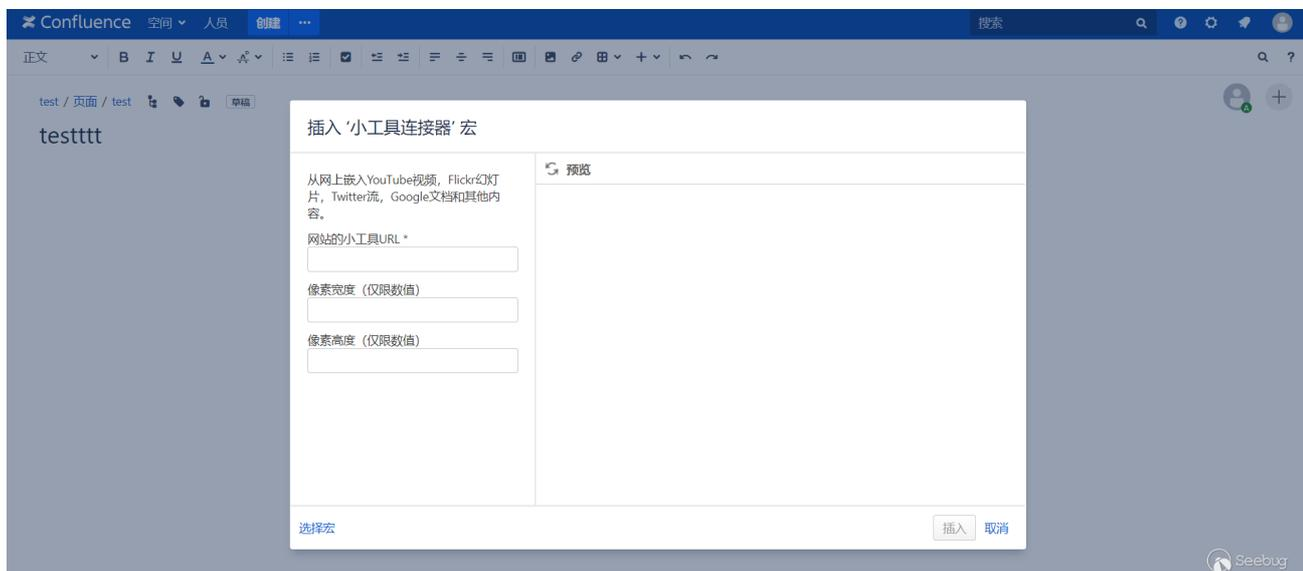 Confluence 空间 人员 创建 ... 搜索
正文 B I U A
test / 页面 / test 草稿
testttt
插入 ‘小工具连接器’ 宏
从网上嵌入YouTube视频，Flickr幻灯
片，Twitter流，Google文档和其他内
容。
网站的小工具URL *
像素宽度（仅限数值）
像素高度（仅限数值）
预览
选择宏 插入 取消
Seebug